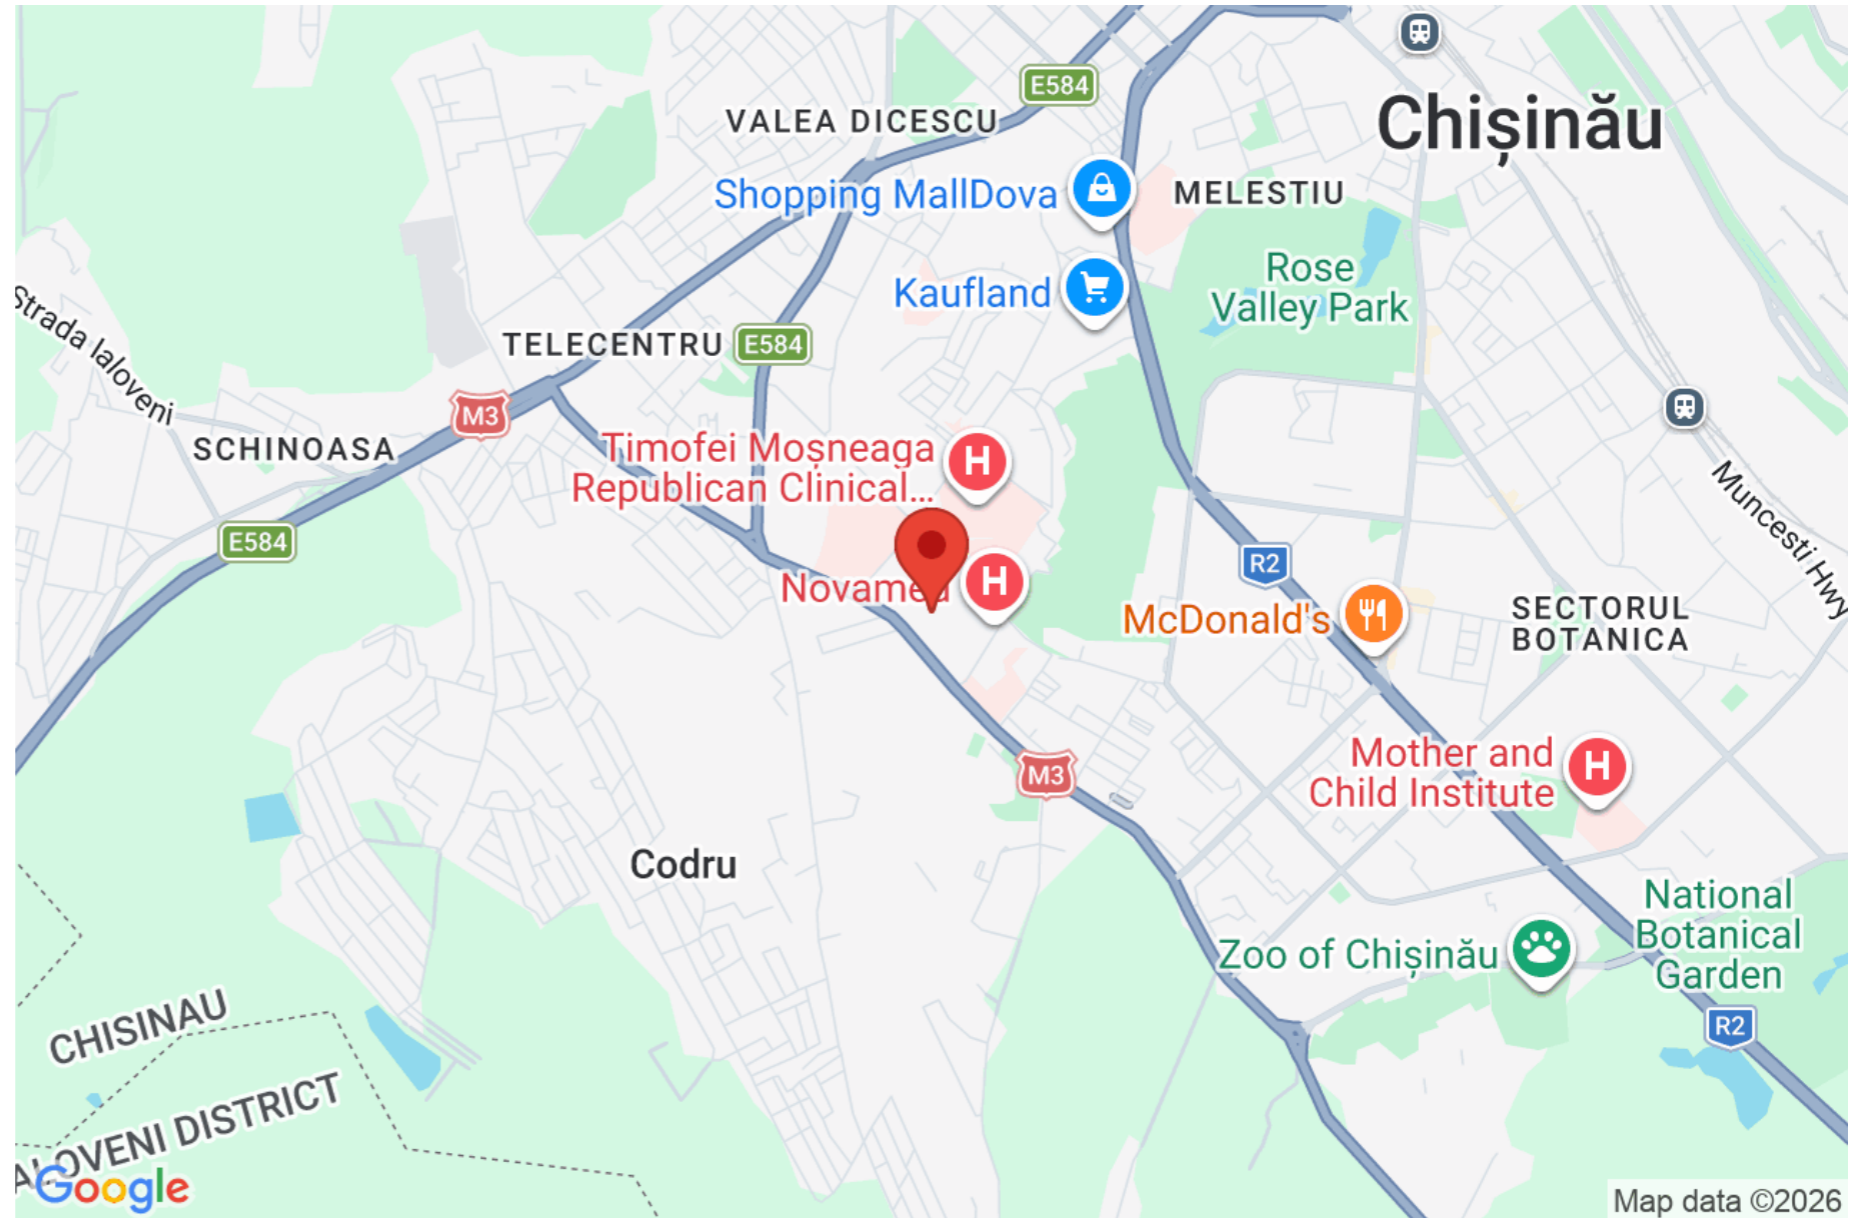 E584
VALEA DICESCU
Chișinău
Shopping MallDova
MELESTIU
Rose
Valley Park
Kaufland
Strada Ialoveni
TELECENTRU
E584
M3
SCHINOASA
Timofei Moșneaga
Republican Clinical...
Muncesti Hwy
E584
R2
Novamed
McDonald's
SECTORUL
BOTANICA
Mother and
Child Institute
M3
Codru
National
Botanical
Garden
Zoo of Chișinău
CHISINAU
R2
IALOVENI DISTRICT
Google
Map data ©2026